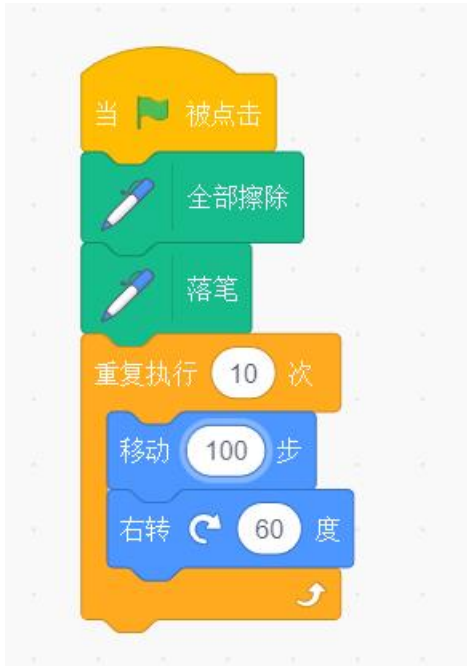 当 被点击
全部擦除
落笔
重复执行 10 次
移动 100 步
右转 60 度